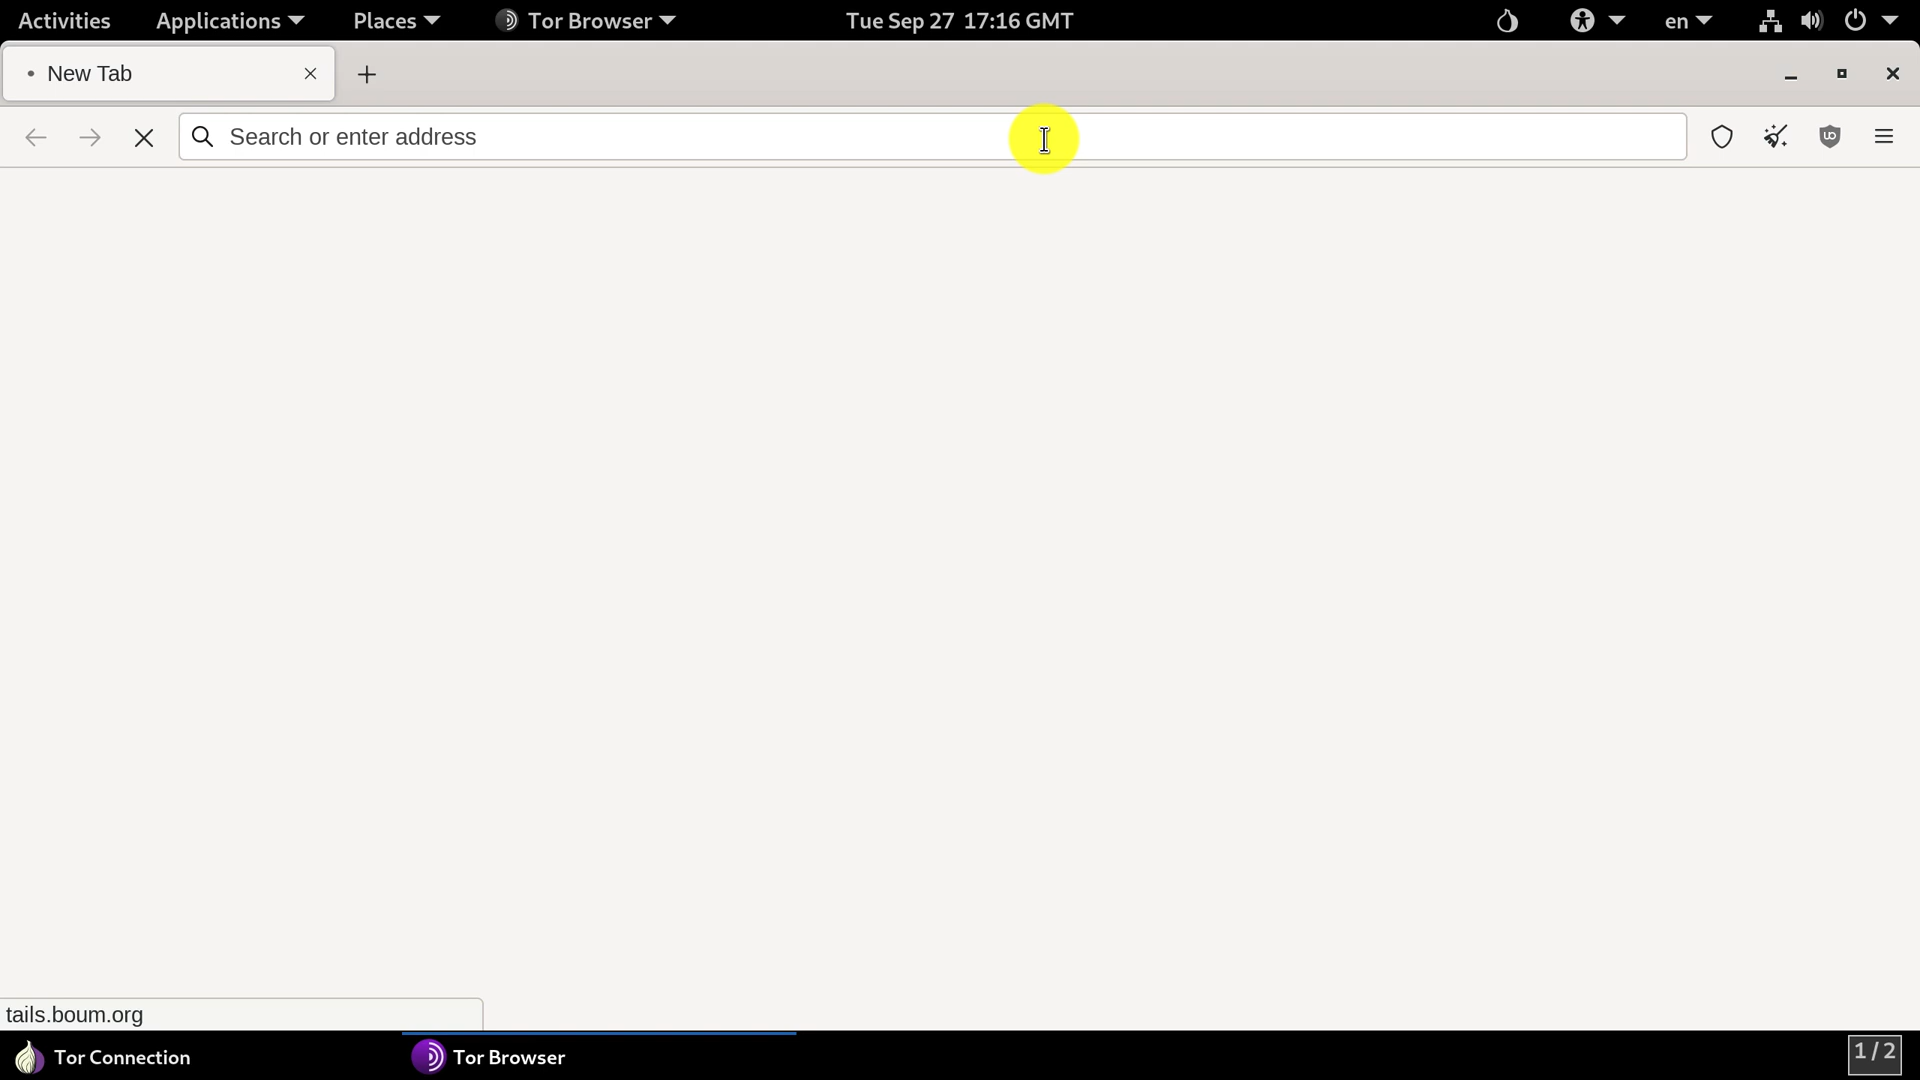 Activities Applications Places Tor Browser Tue Sep 27 17:16 GMT en
New Tab
Search or enter address
tails.boum.org
Tor Connection Tor Browser 1/2